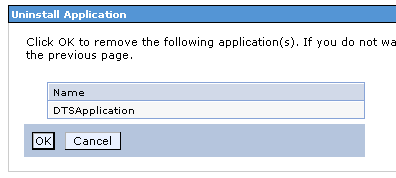 Uninstall Application
Click OK to remove the following application(s). If you do not wa
the previous page.
Name
DTSApplication
OK Cancel